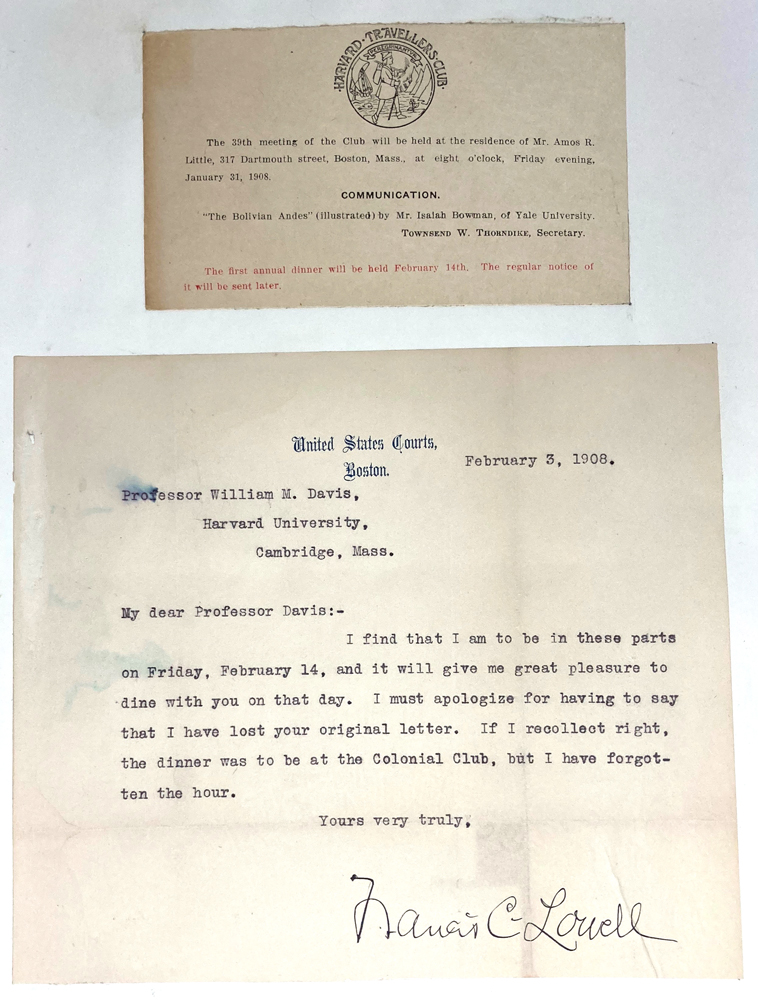 HARVARD·TRAVELLERS·CLUB·
The 39th meeting of the Club will be held at the residence of Mr. Amos R.
Little, 317 Dartmouth street, Boston, Mass., at eight o'clock, Friday evening,
January 31, 1908.
COMMUNICATION.
"The Bolivian Andes" (illustrated) by Mr. Isaiah Bowman, of Yale University.
TOWNSEND W. THORNDIKE, Secretary.
The first annual dinner will be held February 14th. The regular notice of
it will be sent later.
United States Courts,
Boston.
February 3, 1908.
Professor William M. Davis,
Harvard University,
Cambridge, Mass.
My dear Professor Davis:-
I find that I am to be in these parts
on Friday, February 14, and it will give me great pleasure to
dine with you on that day. I must apologize for having to say
that I have lost your original letter. If I recollect right,
the dinner was to be at the Colonial Club, but I have forgot-
ten the hour.
Yours very truly,
Francis C. Lowell